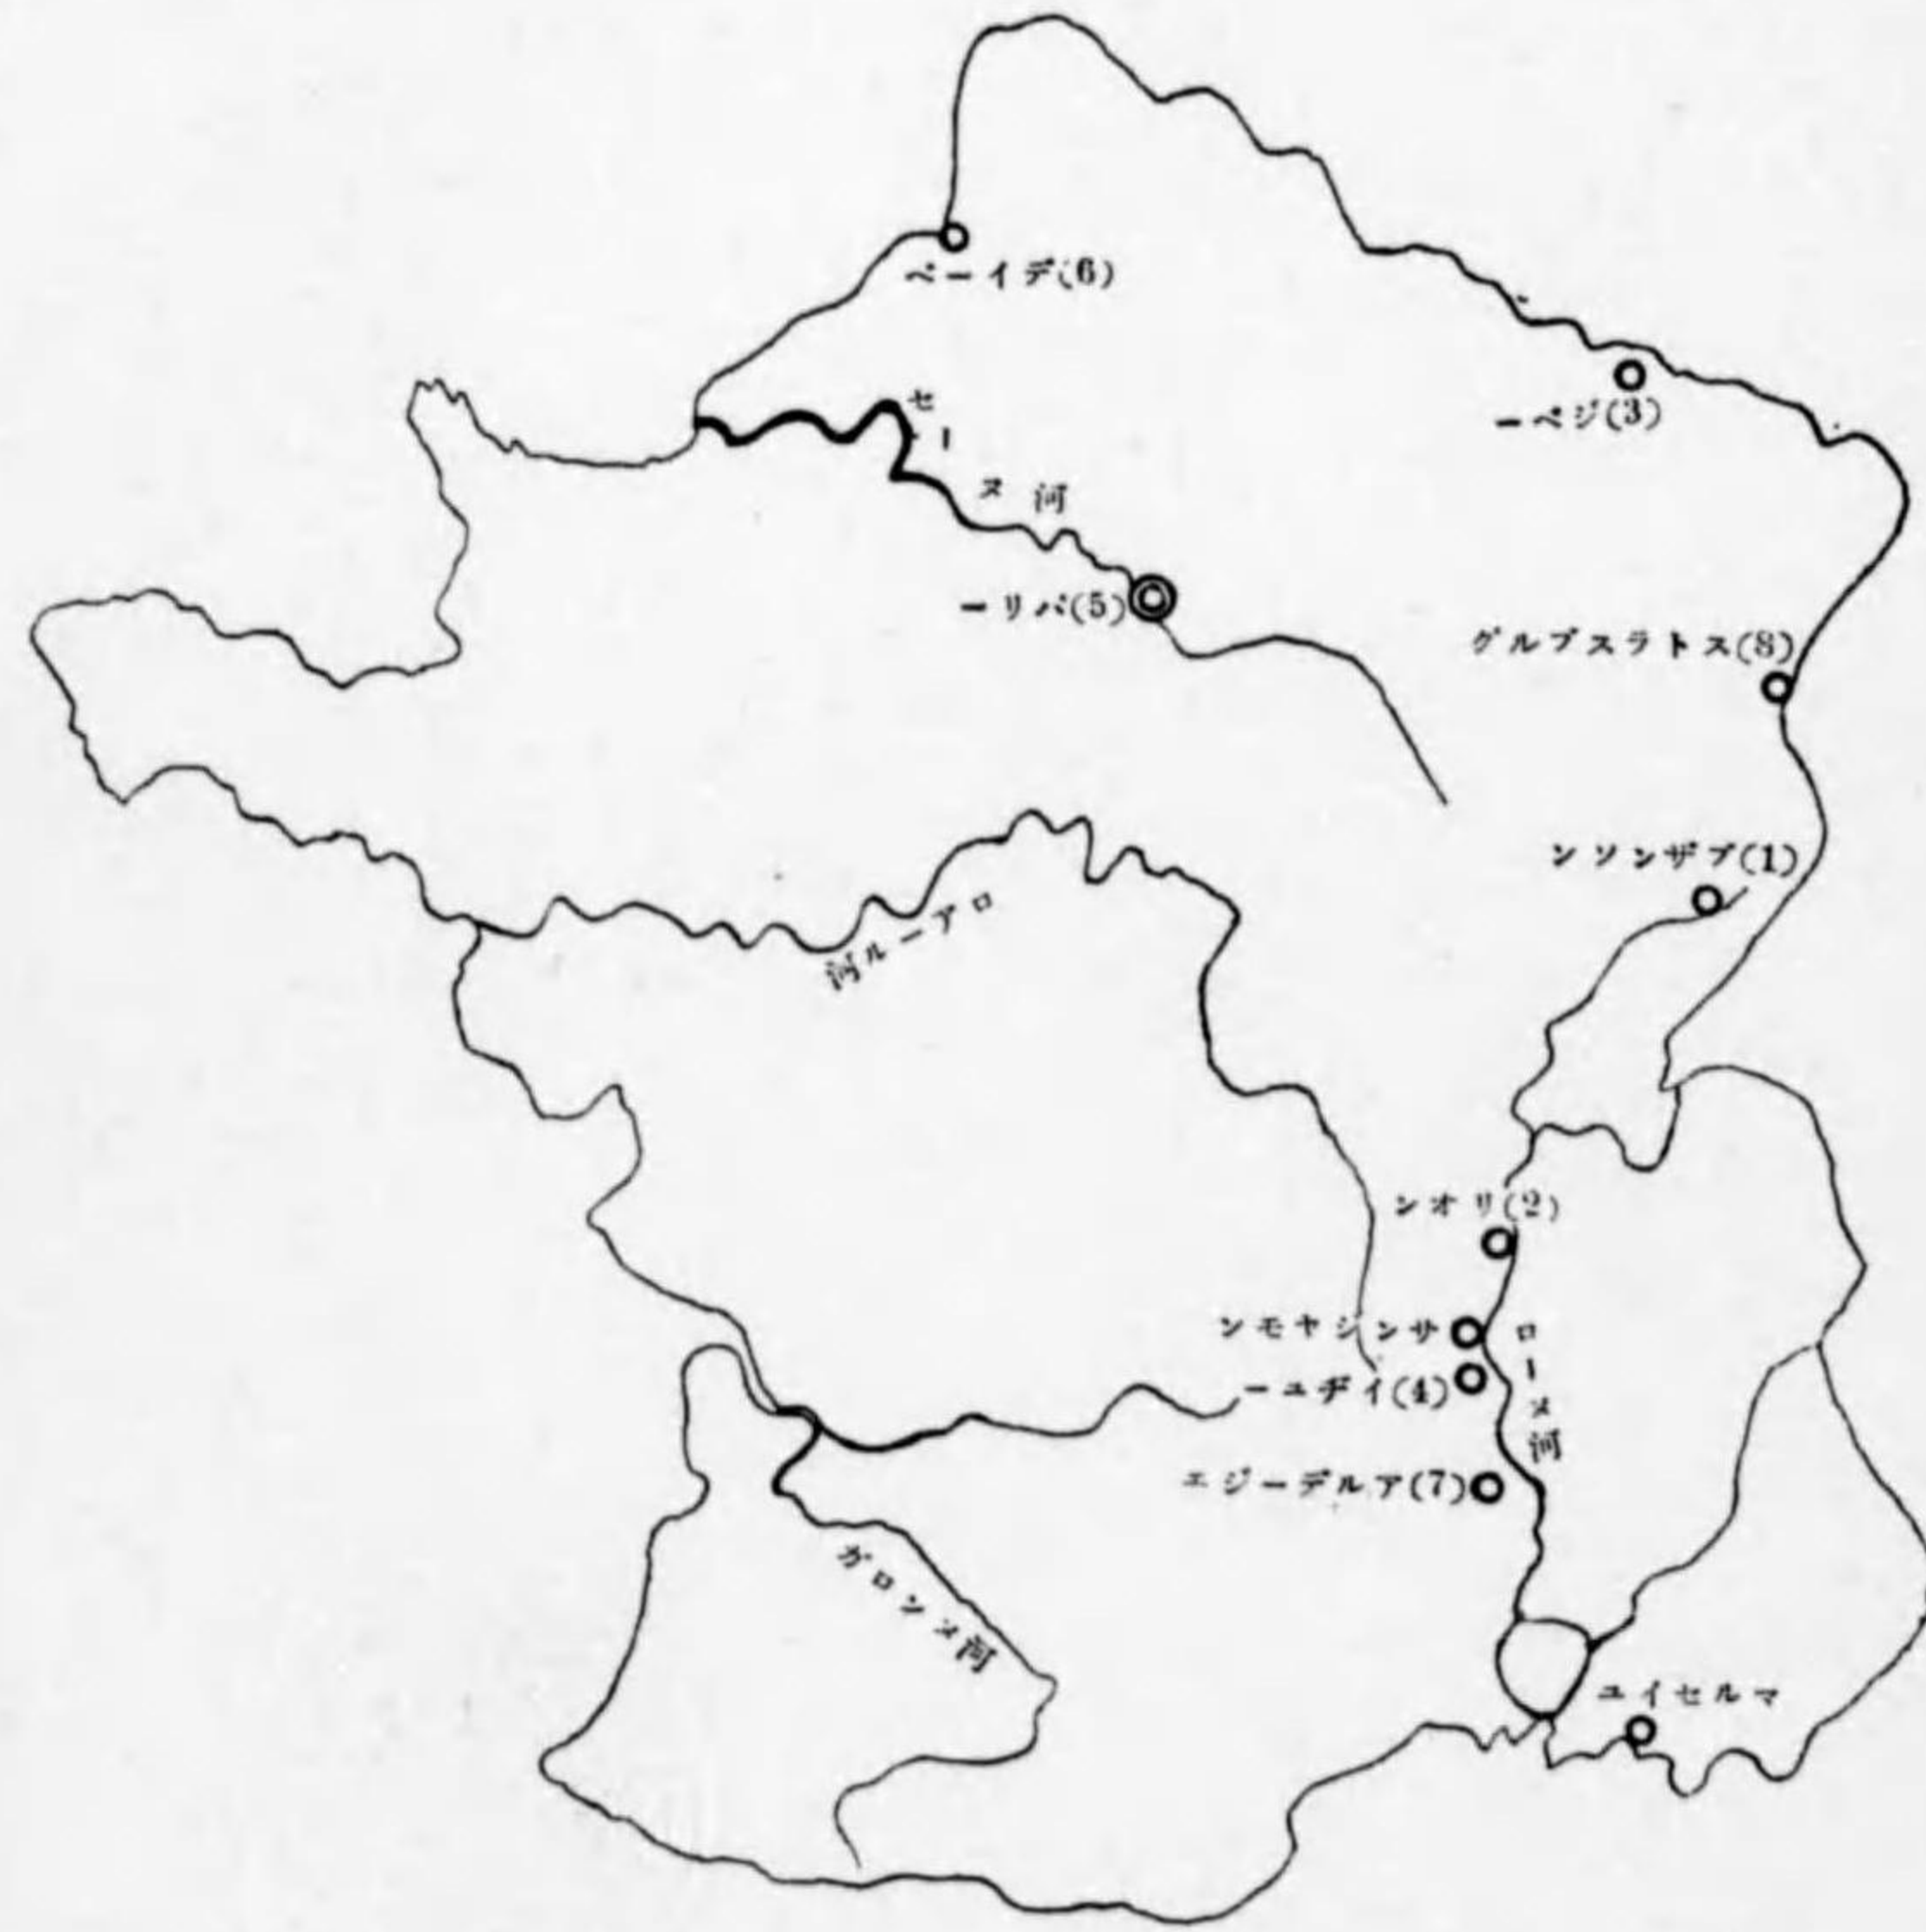 (6)デイーペ
(3)ジペー
セーヌ河
(5)パリー
(8)ストラスブルグ
(1)ブザンソン
ロアール河
(2)リオン
サンジヤモン
ローヌ河
(4)イヂユー
(7)アルデージエ
ガロンヌ河
マルセイユ